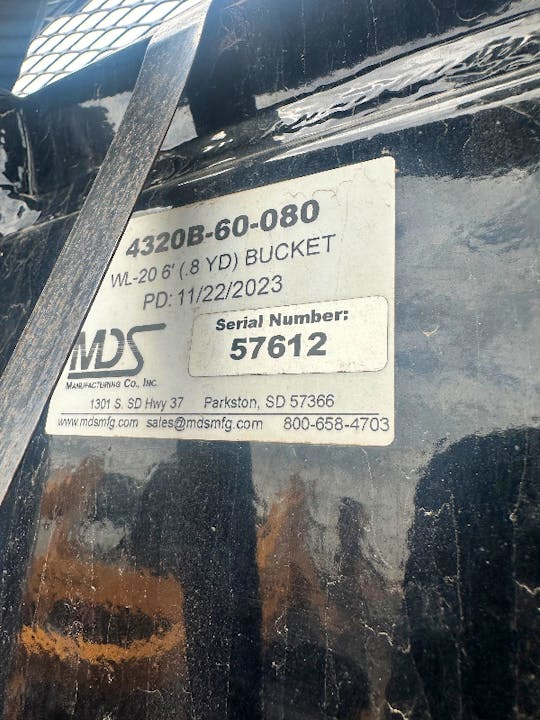 4320B-60-080
WL-20 6' (.8 YD) BUCKET
PD: 11/22/2023
Serial Number:
57612
MDS
MANUFACTURING CO., INC.
1301 S. SD Hwy 37 Parkston, SD 57366
www.mdsmfg.com sales@mdsmfg.com 800-658-4703